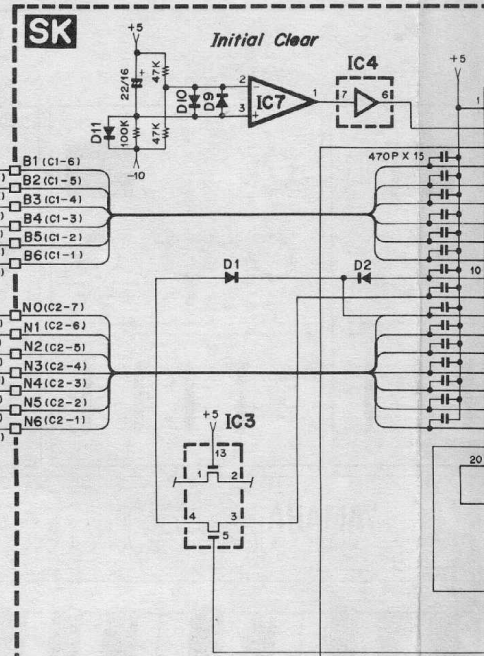 SK
+5
Initial Clear
22/16
+
47K
D10
D9
2
−
3
+
IC7
1
IC4
7
6
+5
D11
100K
47K
-10
470P X 15
B1 (C1-6)
B2 (C1-5)
B3 (C1-4)
B4 (C1-3)
B5 (C1-2)
B6 (C1-1)
D1
D2
10
N0 (C2-7)
N1 (C2-6)
N2 (C2-5)
N3 (C2-4)
N4 (C2-3)
N5 (C2-2)
N6 (C2-1)
+5
IC3
13
1
2
4
3
5
20